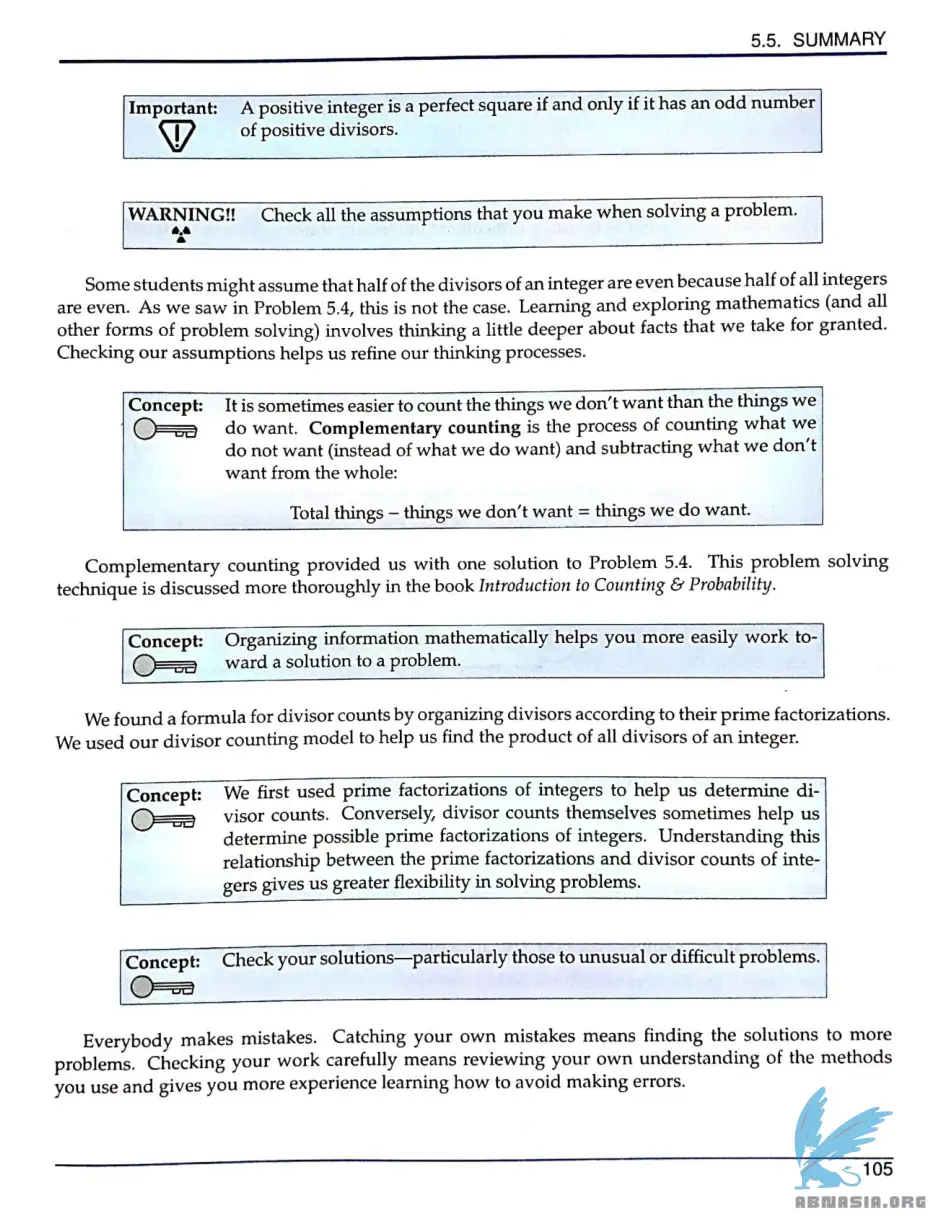 5.5. SUMMARY
Important: A positive integer is a perfect square if and only if it has an odd number
of positive divisors.
WARNING!! Check all the assumptions that you make when solving a problem.
Some students might assume that half of the divisors of an integer are even because half of all integers
are even. As we saw in Problem 5.4, this is not the case. Learning and exploring mathematics (and all
other forms of problem solving) involves thinking a little deeper about facts that we take for granted.
Checking our assumptions helps us refine our thinking processes.
Concept: It is sometimes easier to count the things we don't want than the things we
do want. Complementary counting is the process of counting what we
do not want (instead of what we do want) and subtracting what we don't
want from the whole:
Total things – things we don't want = things we do want.
Complementary counting provided us with one solution to Problem 5.4. This problem solving
technique is discussed more thoroughly in the book Introduction to Counting & Probability.
Concept: Organizing information mathematically helps you more easily work to-
ward a solution to a problem.
We found a formula for divisor counts by organizing divisors according to their prime factorizations.
We used our divisor counting model to help us find the product of all divisors of an integer.
Concept: We first used prime factorizations of integers to help us determine di-
visor counts. Conversely, divisor counts themselves sometimes help us
determine possible prime factorizations of integers. Understanding this
relationship between the prime factorizations and divisor counts of inte-
gers gives us greater flexibility in solving problems.
Concept: Check your solutions—particularly those to unusual or difficult problems.
Everybody makes mistakes. Catching your own mistakes means finding the solutions to more
problems. Checking your work carefully means reviewing your own understanding of the methods
you use and gives you more experience learning how to avoid making errors.
105
ABNASIA.ORG